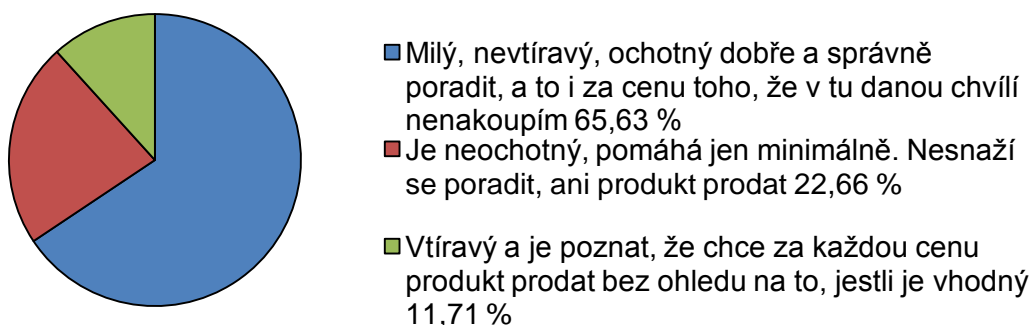 Milý, nevtíravý, ochotný dobře a správně
poradit, a to i za cenu toho, že v tu danou chvílí
nenakoupím 65,63 %
Je neochotný, pomáhá jen minimálně. Nesnaží
se poradit, ani produkt prodat 22,66 %
Vtíravý a je poznat, že chce za každou cenu
produkt prodat bez ohledu na to, jestli je vhodný
11,71 %